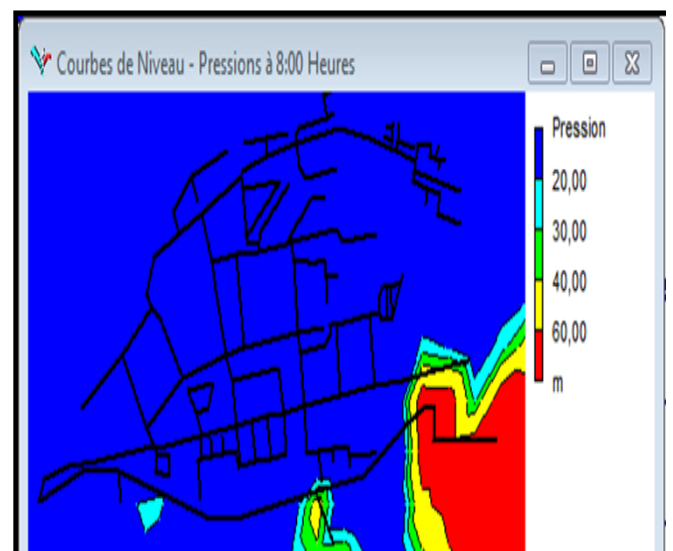 Courbes de Niveau - Pressions à 8:00 Heures
Pression
20,00
30,00
40,00
60,00
m